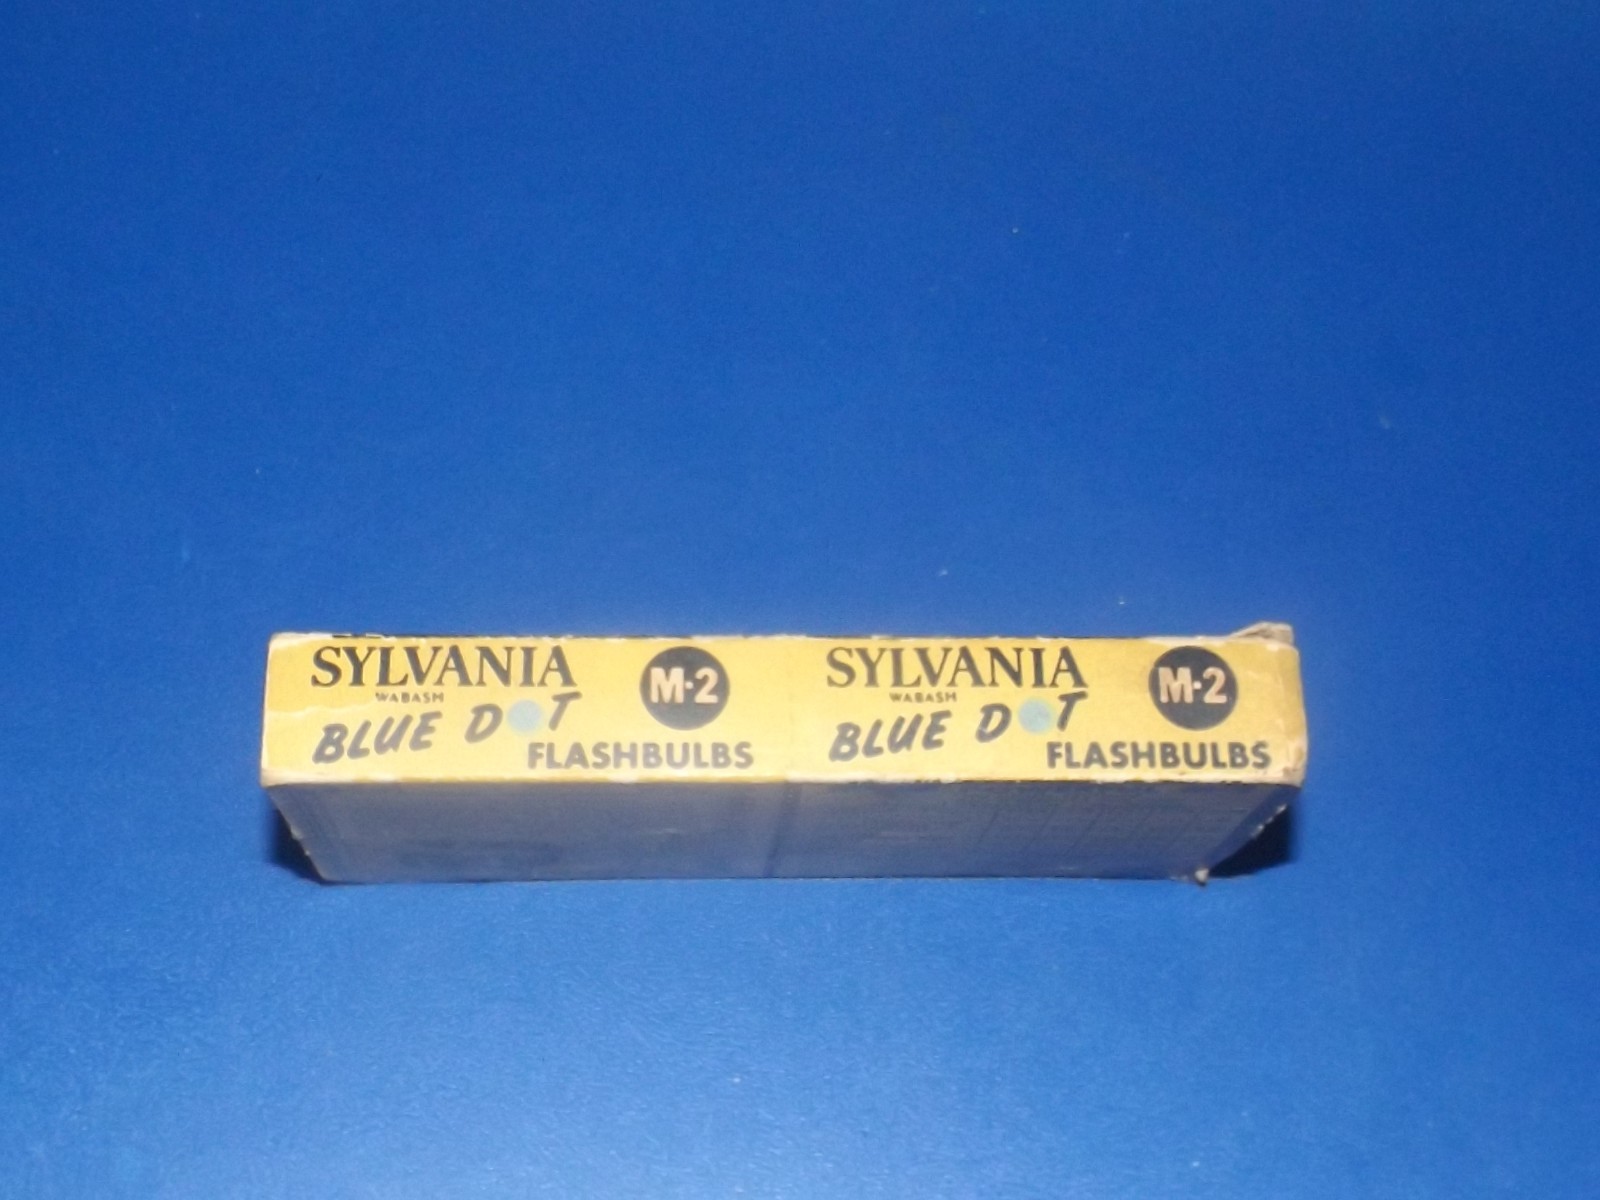 SYLVANIA M-2
WABASH
BLUE DOT
FLASHBULBS
SYLVANIA M-2
WABASH
BLUE DOT
FLASHBULBS